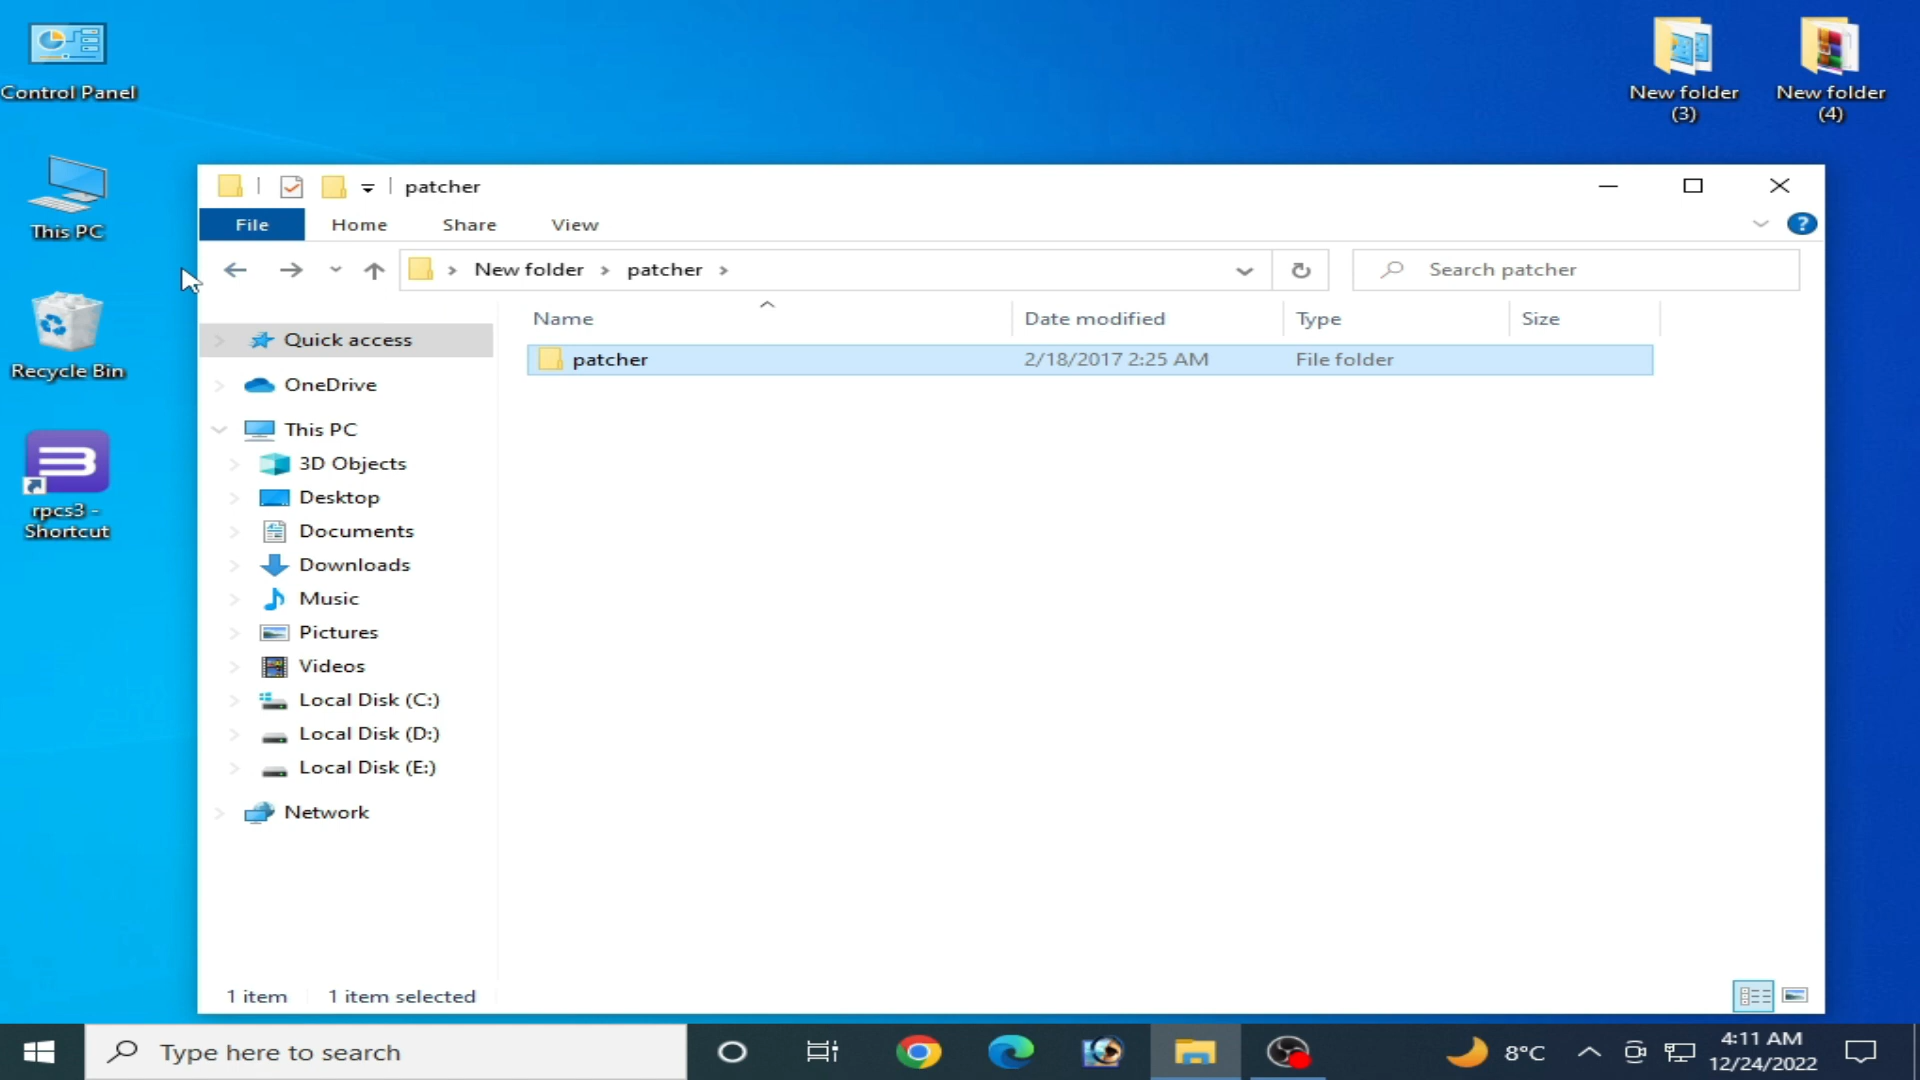 Control Panel
New folder
(3)
New folder
(4)
This PC
Recycle Bin
rpcs3 -
Shortcut
patcher
File
Home
Share
View
?
New folder
patcher
Search patcher
Name
Date modified
Type
Size
patcher
2/18/2017 2:25 AM
File folder
Quick access
OneDrive
This PC
3D Objects
Desktop
Documents
Downloads
Music
Pictures
Videos
Local Disk (C:)
Local Disk (D:)
Local Disk (E:)
Network
1 item
1 item selected
Type here to search
8°C
4:11 AM
12/24/2022